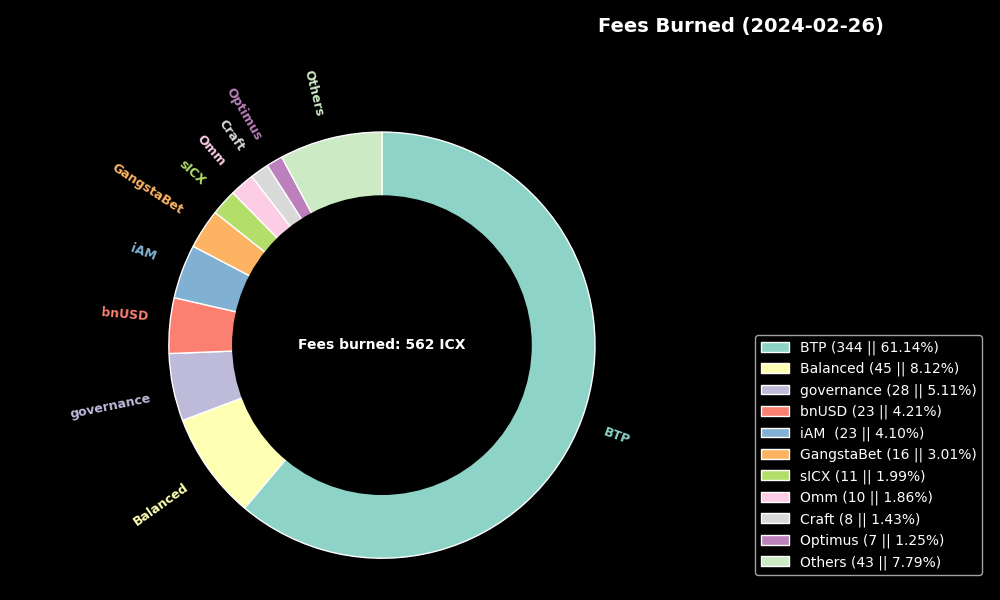 Fees Burned (2024-02-26)
Others
Optimus
Craft
Omm
sICX
GangstaBet
iAM
bnUSD
governance
Balanced
BTP
Fees burned: 562 ICX
BTP (344 || 61.14%)
Balanced (45 || 8.12%)
governance (28 || 5.11%)
bnUSD (23 || 4.21%)
iAM  (23 || 4.10%)
GangstaBet (16 || 3.01%)
sICX (11 || 1.99%)
Omm (10 || 1.86%)
Craft (8 || 1.43%)
Optimus (7 || 1.25%)
Others (43 || 7.79%)